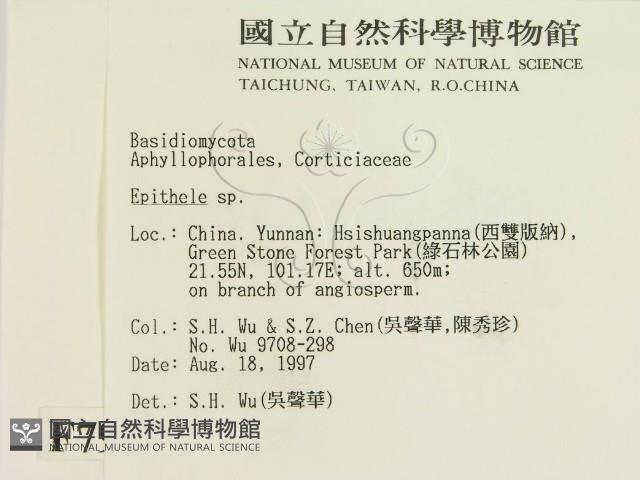 國立自然科學博物館
NATIONAL MUSEUM OF NATURAL SCIENCE
TAICHUNG, TAIWAN, R.O.CHINA
Basidiomycota
Aphyllophorales, Corticiaceae
Epithele sp.
Loc.: China. Yunnan: Hsishuangpanna(西雙版納),
Green Stone Forest Park(綠石林公園)
21.55N, 101.17E; alt. 650m;
on branch of angiosperm.
Col.: S.H. Wu & S.Z. Chen(吳聲華,陳秀珍)
No. Wu 9708-298
Date: Aug. 18, 1997
Det.: S.H. Wu(吳聲華)
國立自然科學博物館
NATIONAL MUSEUM OF NATURAL SCIENCE